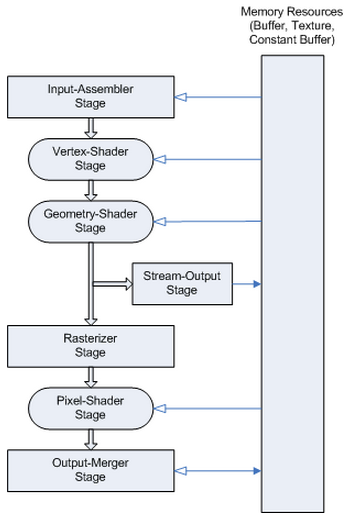 Memory Resources
(Buffer, Texture,
Constant Buffer)
Input-Assembler
Stage
Vertex-Shader
Stage
Geometry-Shader
Stage
Stream-Output
Stage
Rasterizer
Stage
Pixel-Shader
Stage
Output-Merger
Stage